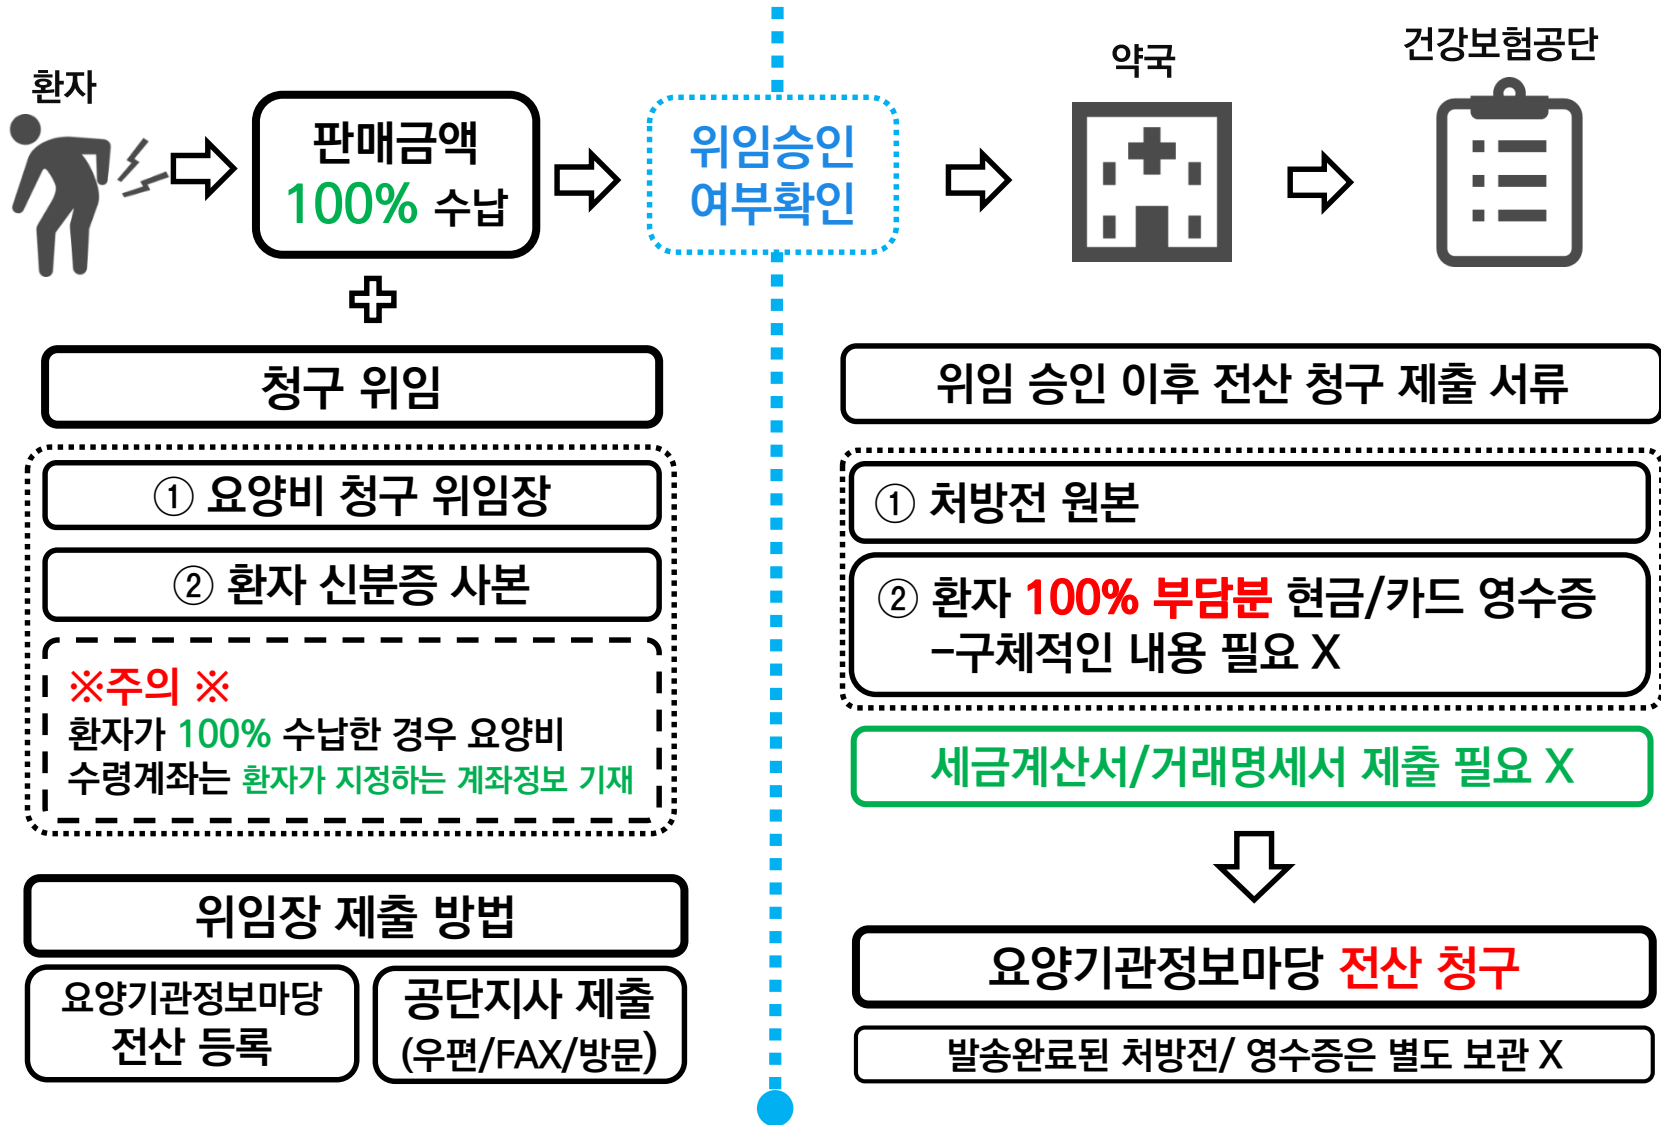 환자
판매금액
100% 수납
위임승인
여부확인
약국
건강보험공단
청구 위임
① 요양비 청구 위임장
② 환자 신분증 사본
※주의 ※
환자가 100% 수납한 경우 요양비
수령계좌는 환자가 지정하는 계좌정보 기재
위임장 제출 방법
요양기관정보마당
전산 등록
공단지사 제출
(우편/FAX/방문)
위임 승인 이후 전산 청구 제출 서류
① 처방전 원본
② 환자 100% 부담분 현금/카드 영수증
-구체적인 내용 필요 X
세금계산서/거래명세서 제출 필요 X
요양기관정보마당 전산 청구
발송완료된 처방전/ 영수증은 별도 보관 X